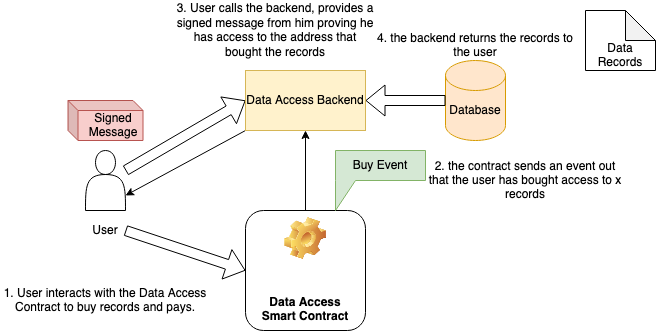 3. User calls the backend, provides a
signed message from him proving he
has access to the address that
bought the records
4. the backend returns the records to
the user
Data
Records
Data Access Backend
Database
Signed
Message
Buy Event
2. the contract sends an event out
that the user has bought access to x
records
User
1. User interacts with the Data Access
Contract to buy records and pays.
Data Access
Smart Contract